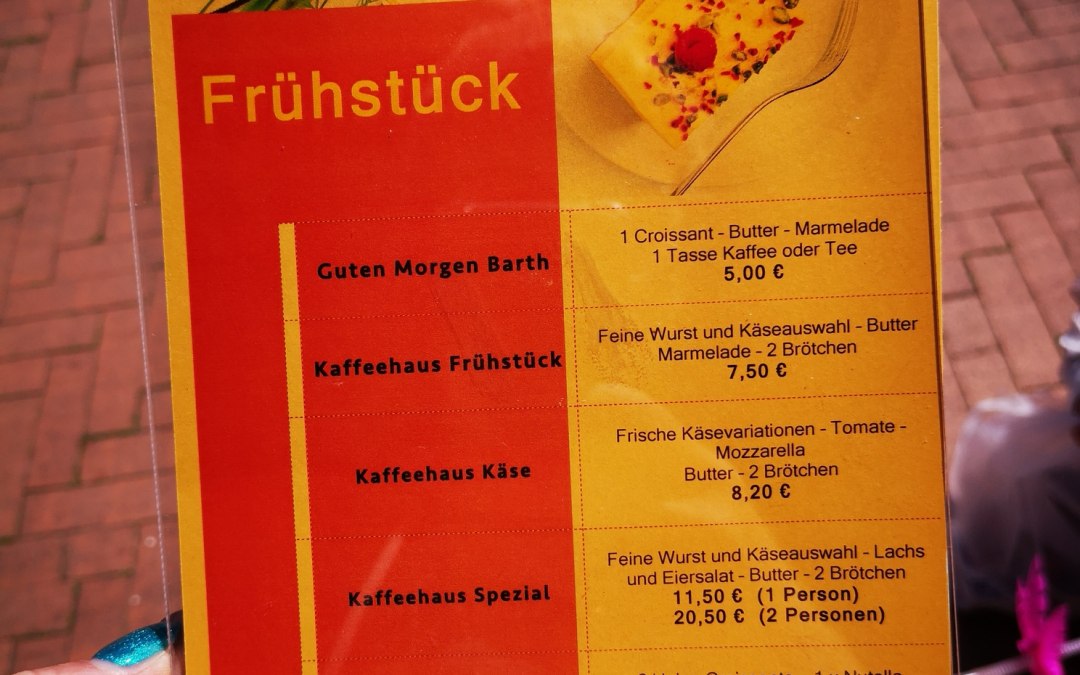 Frühstück
Guten Morgen Barth
1 Croissant - Butter - Marmelade
1 Tasse Kaffee oder Tee
5,00 €
Kaffeehaus Frühstück
Feine Wurst und Käseauswahl - Butter
Marmelade - 2 Brötchen
7,50 €
Kaffeehaus Käse
Frische Käsevariationen - Tomate -
Mozzarella
Butter - 2 Brötchen
8,20 €
Kaffeehaus Spezial
Feine Wurst und Käseauswahl - Lachs
und Eiersalat - Butter - 2 Brötchen
11,50 € (1 Person)
20,50 € (2 Personen)